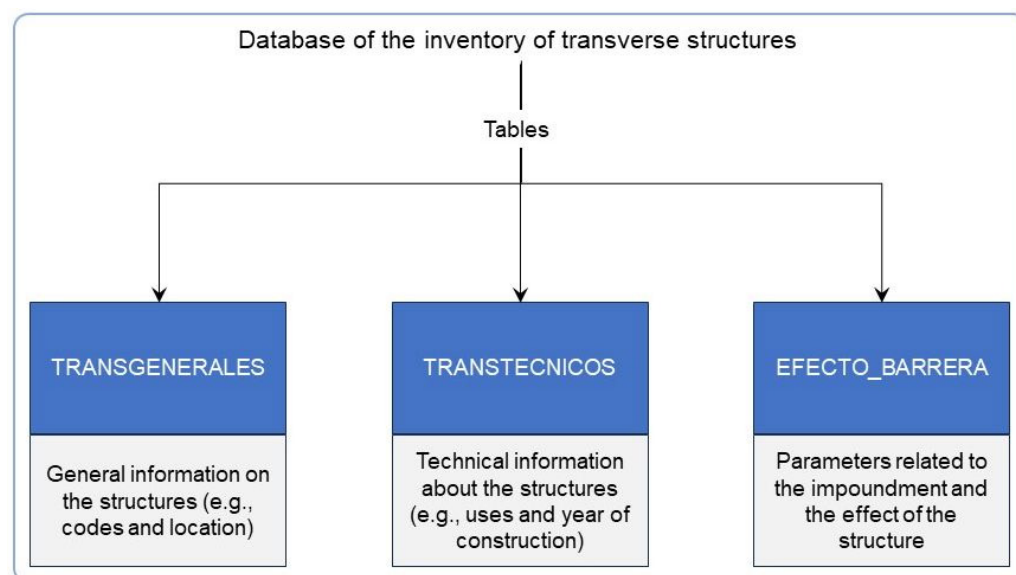 Database of the inventory of transverse structures
Tables
TRANSGENERALES
General information on
the structures (e.g.,
codes and location)
TRANSTECNICOS
Technical information
about the structures
(e.g., uses and year of
construction)
EFECTO_BARRERA
Parameters related to
the impoundment and
the effect of the
structure